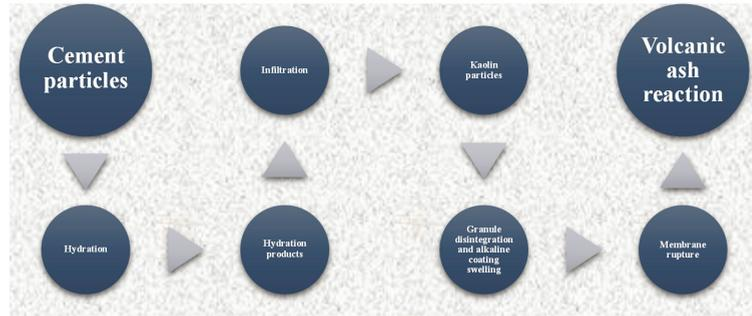 Cement
particles
Hydration
Hydration
products
Infiltration
Kaolin
particles
Granule
disintegration
and alkaline
coating
swelling
Membrane
rupture
Volcanic
ash
reaction